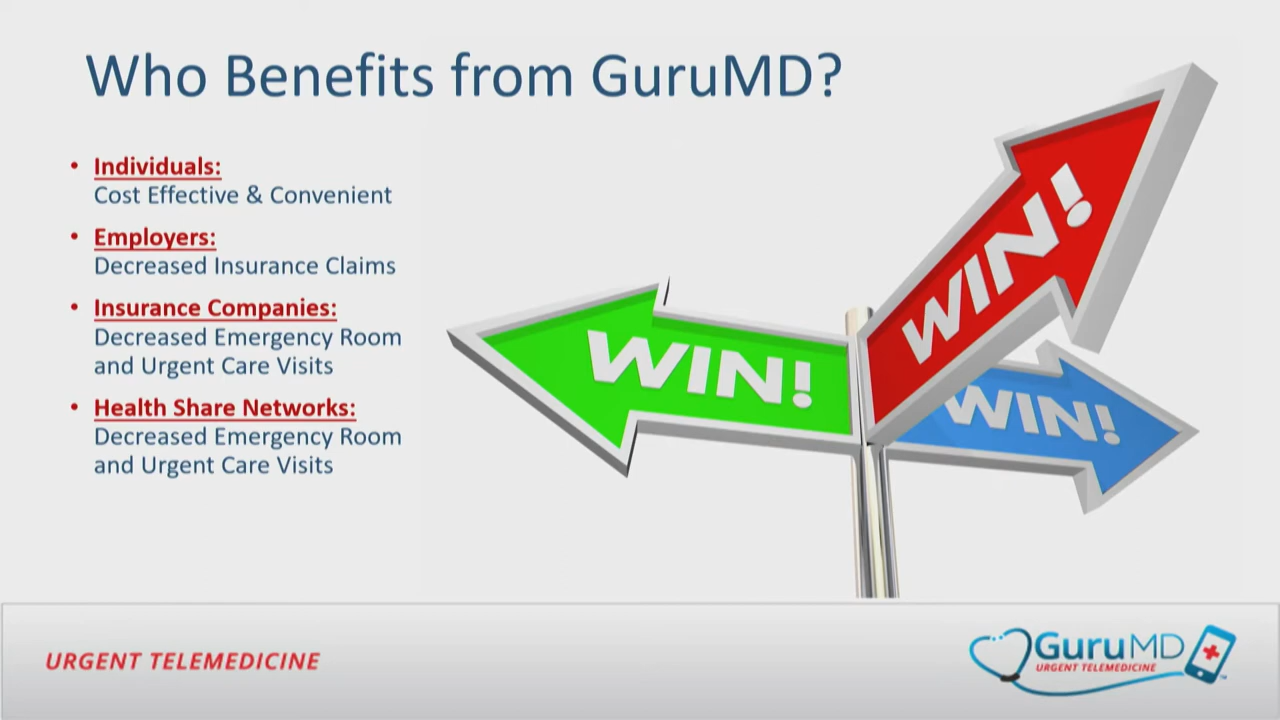 Who Benefits from GuruMD?
• Individuals:
Cost Effective & Convenient
• Employers:
Decreased Insurance Claims
• Insurance Companies:
Decreased Emergency Room
and Urgent Care Visits
• Health Share Networks:
Decreased Emergency Room
and Urgent Care Visits
WIN!
WIN!
WIN!
URGENT TELEMEDICINE
GuruMD
URGENT TELEMEDICINE
™